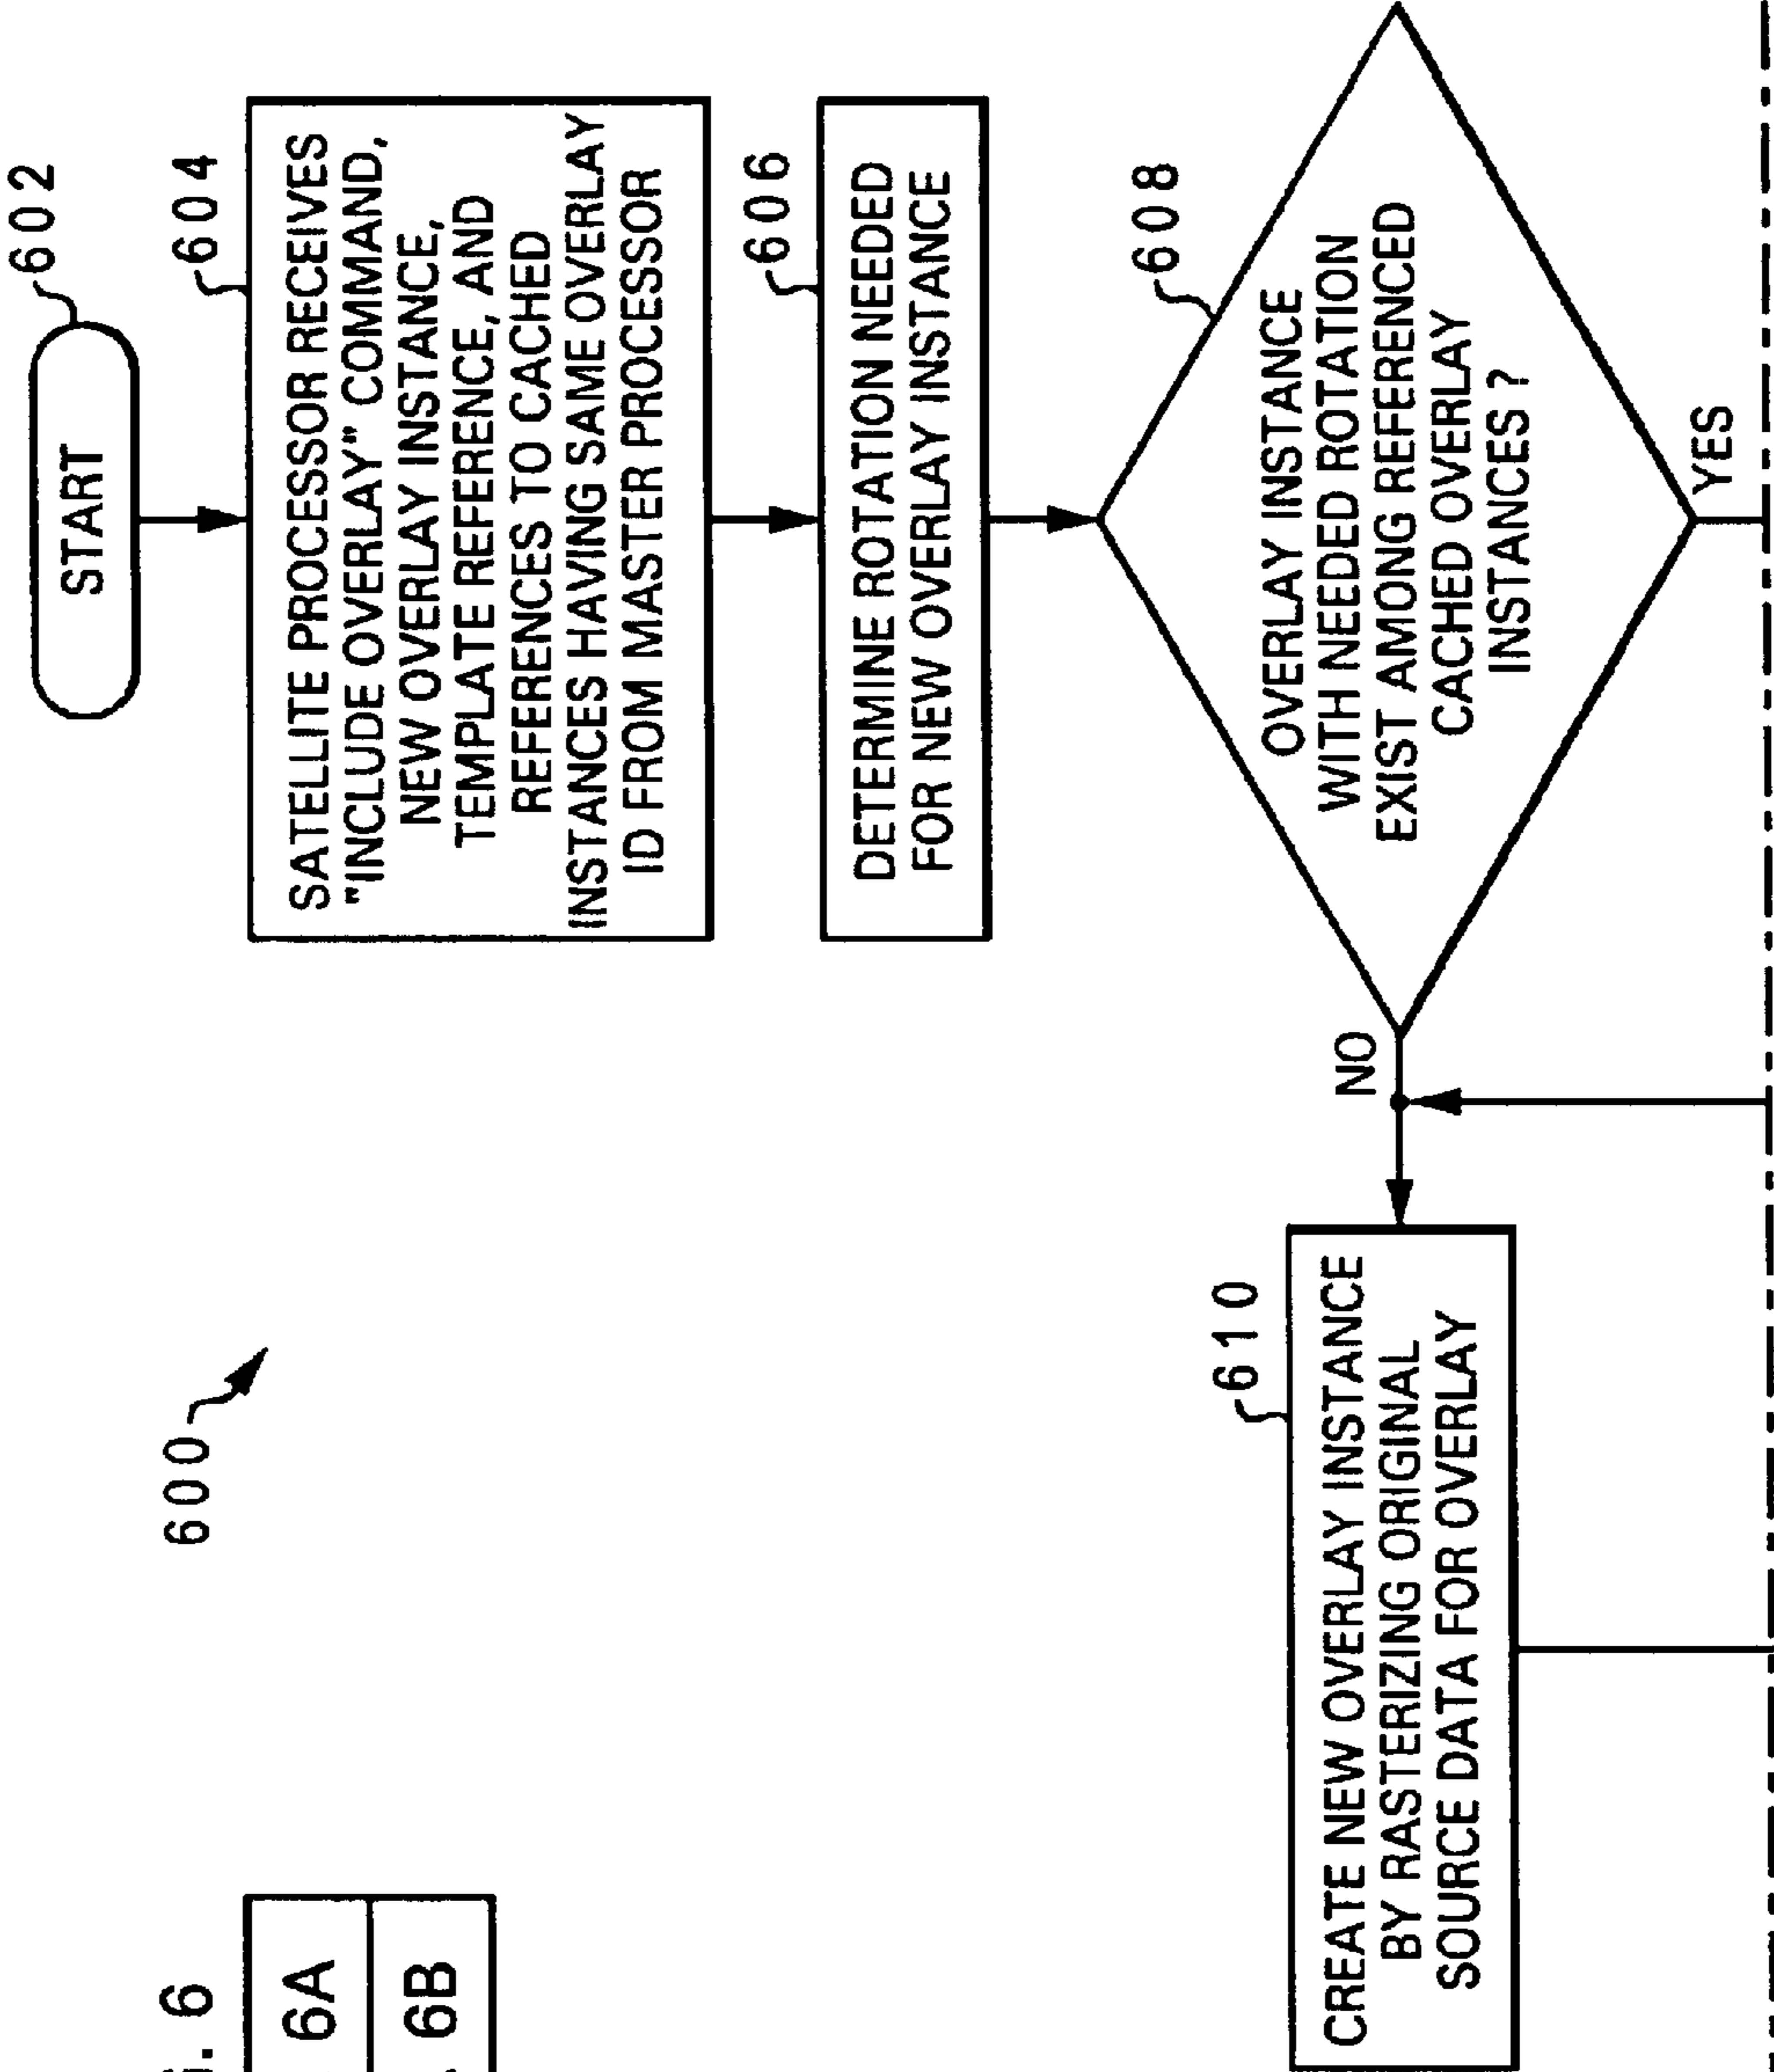 6
6A
6B
600
602
START
604
SATELLITE PROCESSOR RECEIVES
"INCLUDE OVERLAY" COMMAND,
NEW OVERLAY INSTANCE,
TEMPLATE REFERENCE, AND
REFERENCES TO CACHED
INSTANCES HAVING SAME OVERLAY
ID FROM MASTER PROCESSOR
606
DETERMINE ROTATION NEEDED
FOR NEW OVERLAY INSTANCE
608
OVERLAY INSTANCE
WITH NEEDED ROTATION
EXIST AMONG REFERENCED
CACHED OVERLAY
INSTANCES ?
NO
YES
610
CREATE NEW OVERLAY INSTANCE
BY RASTERIZING ORIGINAL
SOURCE DATA FOR OVERLAY